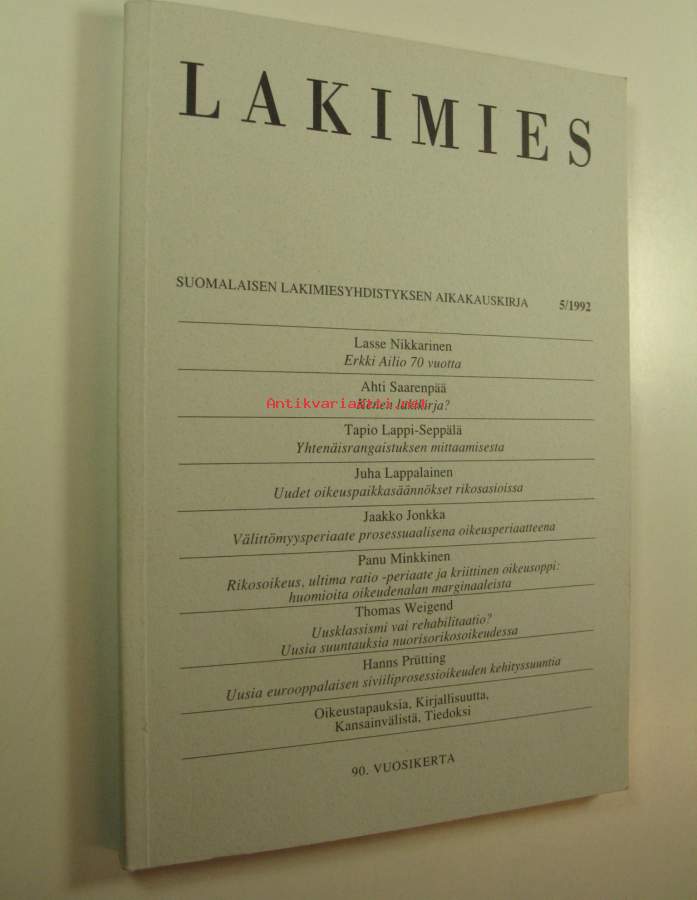 LAKIMIES
SUOMALAISEN LAKIMIESYHDISTYKSEN AIKAKAUSKIRJA 5/1992
Lasse Nikkarinen
Erkki Ailio 70 vuotta
Ahti Saarenpää
Kenen lakikirja?
Tapio Lappi-Seppälä
Yhtenäisrangaistuksen mittaamisesta
Juha Lappalainen
Uudet oikeuspaikkasäännökset rikosasioissa
Jaakko Jonkka
Välittömyysperiaate prosessuaalisena oikeusperiaatteena
Panu Minkkinen
Rikosoikeus, ultima ratio -periaate ja kriittinen oikeusoppi:
huomioita oikeudenalan marginaaleista
Thomas Weigend
Uusklassismi vai rehabilitaatio?
Uusia suuntauksia nuorisorikosoikeudessa
Hanns Prütting
Uusia eurooppalaisen siviiliprosessioikeuden kehityssuuntia
Oikeustapauksia, Kirjallisuutta,
Kansainvälistä, Tiedoksi
90. VUOSIKERTA